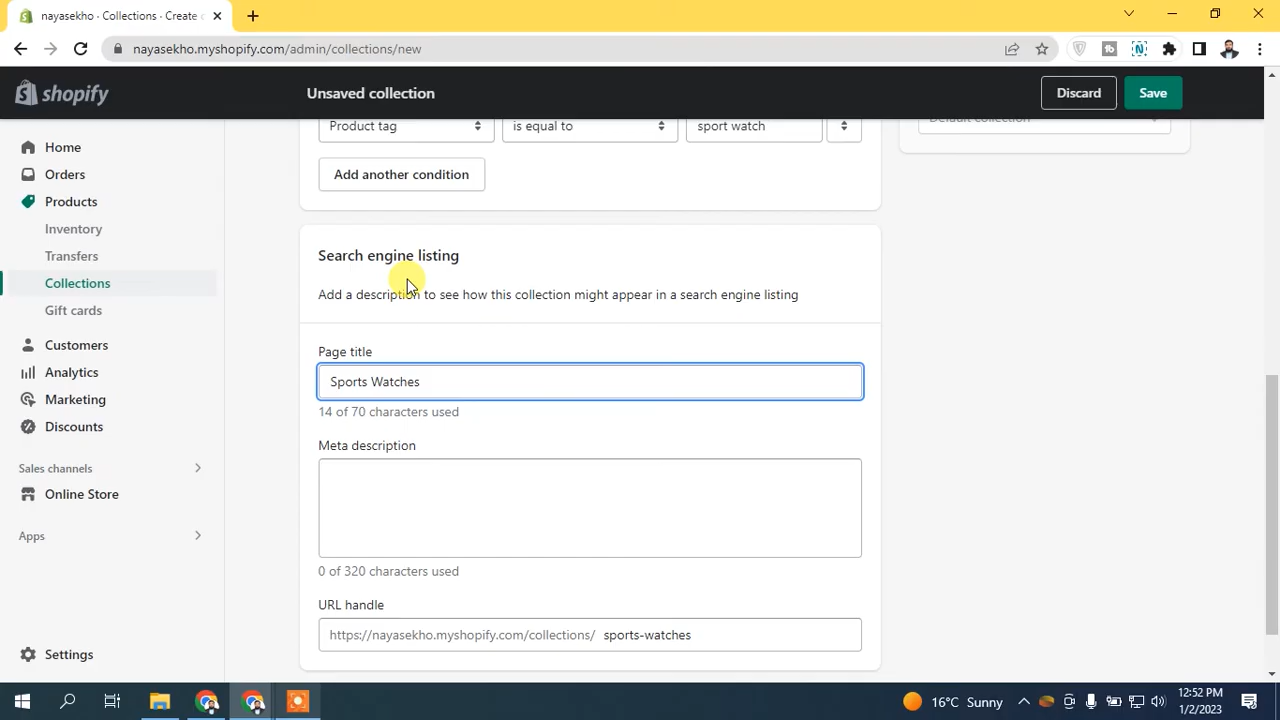 nayasekho · Collections · Create
nayasekho.myshopify.com/admin/collections/new
shopify
Unsaved collection
Discard
Save
Home
Orders
Products
Inventory
Transfers
Collections
Gift cards
Customers
Analytics
Marketing
Discounts
Sales channels
Online Store
Apps
Settings
Product tag
is equal to
sport watch
Default collection
Add another condition
Search engine listing
Add a description to see how this collection might appear in a search engine listing
Page title
Sports Watches
14 of 70 characters used
Meta description
0 of 320 characters used
URL handle
https://nayasekho.myshopify.com/collections/ sports-watches
16°C Sunny
12:52 PM
1/2/2023